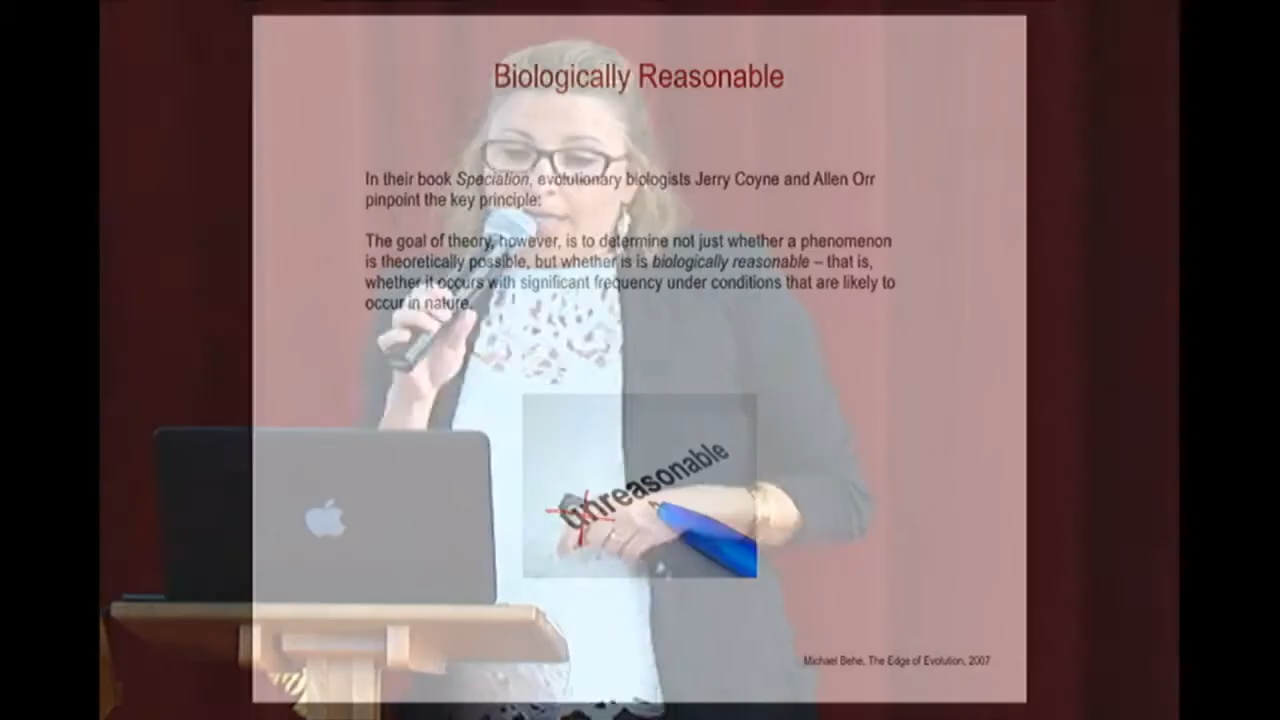 Biologically Reasonable
In their book Speciation, evolutionary biologists Jerry Coyne and Allen Orr
pinpoint the key principle:
The goal of theory, however, is to determine not just whether a phenomenon
is theoretically possible, but whether is is biologically reasonable – that is,
whether it occurs with significant frequency under conditions that are likely to
occur in nature.
unreasonable
Michael Behe, The Edge of Evolution, 2007